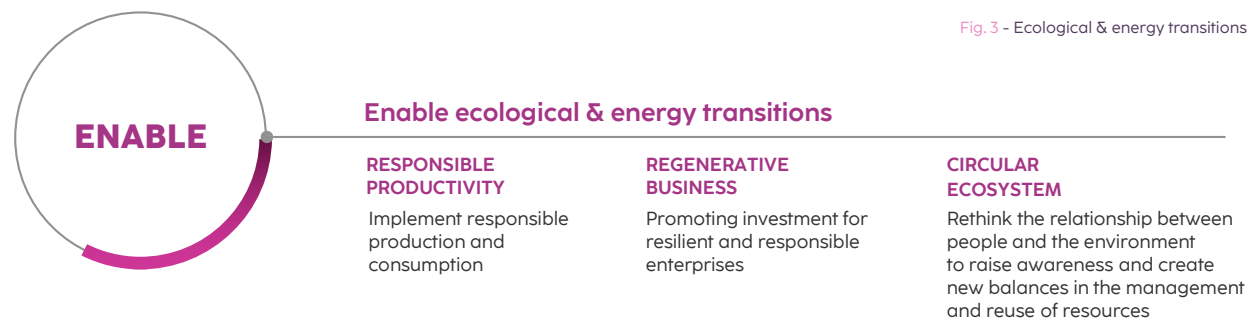 Fig. 3 - Ecological & energy transitions
ENABLE
Enable ecological & energy transitions
RESPONSIBLE
PRODUCTIVITY
Implement responsible
production and
consumption
REGENERATIVE
BUSINESS
Promoting investment for
resilient and responsible
enterprises
CIRCULAR
ECOSYSTEM
Rethink the relationship between
people and the environment
to raise awareness and create
new balances in the management
and reuse of resources